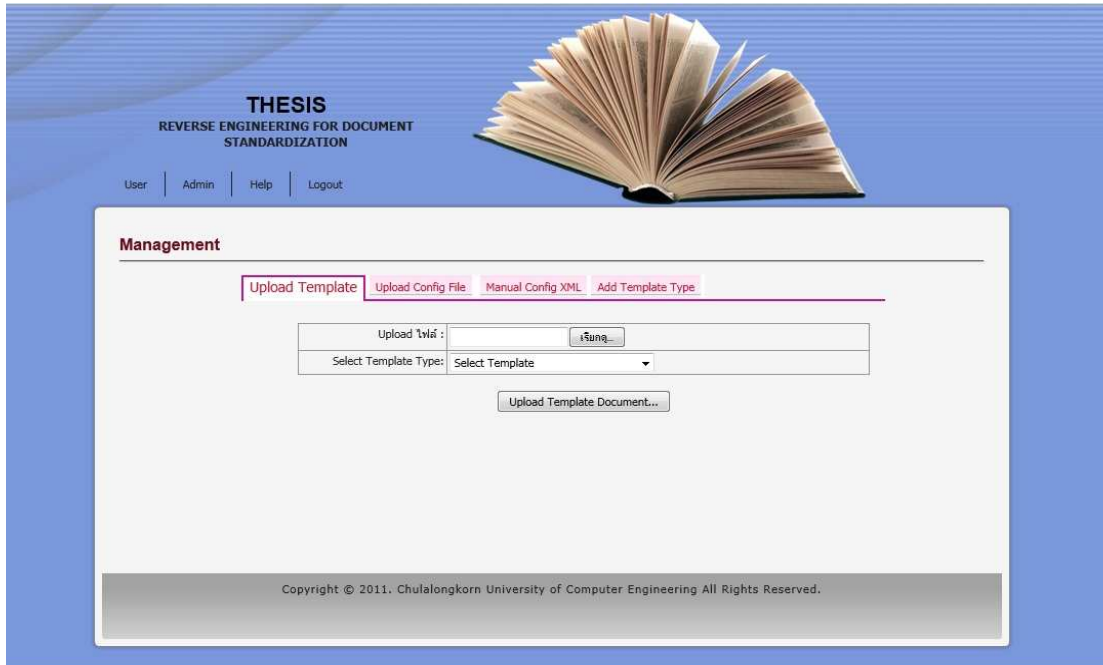 THESIS
REVERSE ENGINEERING FOR DOCUMENT
STANDARDIZATION
User Admin Help Logout
Management
Upload Template Upload Config File Manual Config XML Add Template Type
Upload ไฟล์ : เรียกดู...
Select Template Type: Select Template
Upload Template Document...
Copyright © 2011. Chulalongkorn University of Computer Engineering All Rights Reserved.